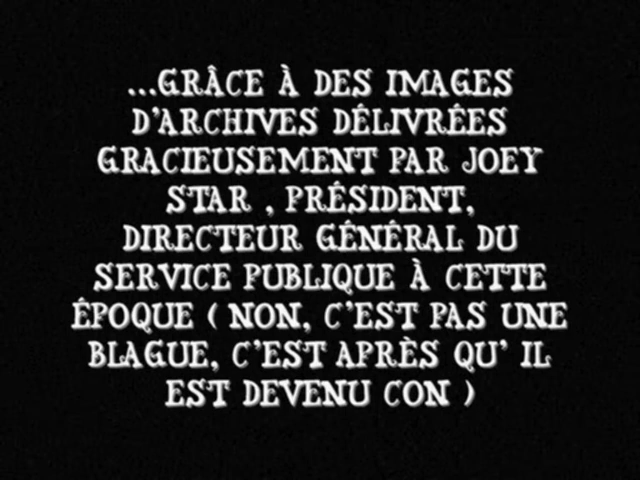 ...GRÂCE À DES IMAGES
D'ARCHIVES DÉLIVRÉES
GRACIEUSEMENT PAR JOEY
STAR , PRÉSIDENT,
DIRECTEUR GÉNÉRAL DU
SERVICE PUBLIQUE À CETTE
ÉPOQUE ( NON, C'EST PAS UNE
BLAGUE, C'EST APRÈS QU' IL
EST DEVENU CON )